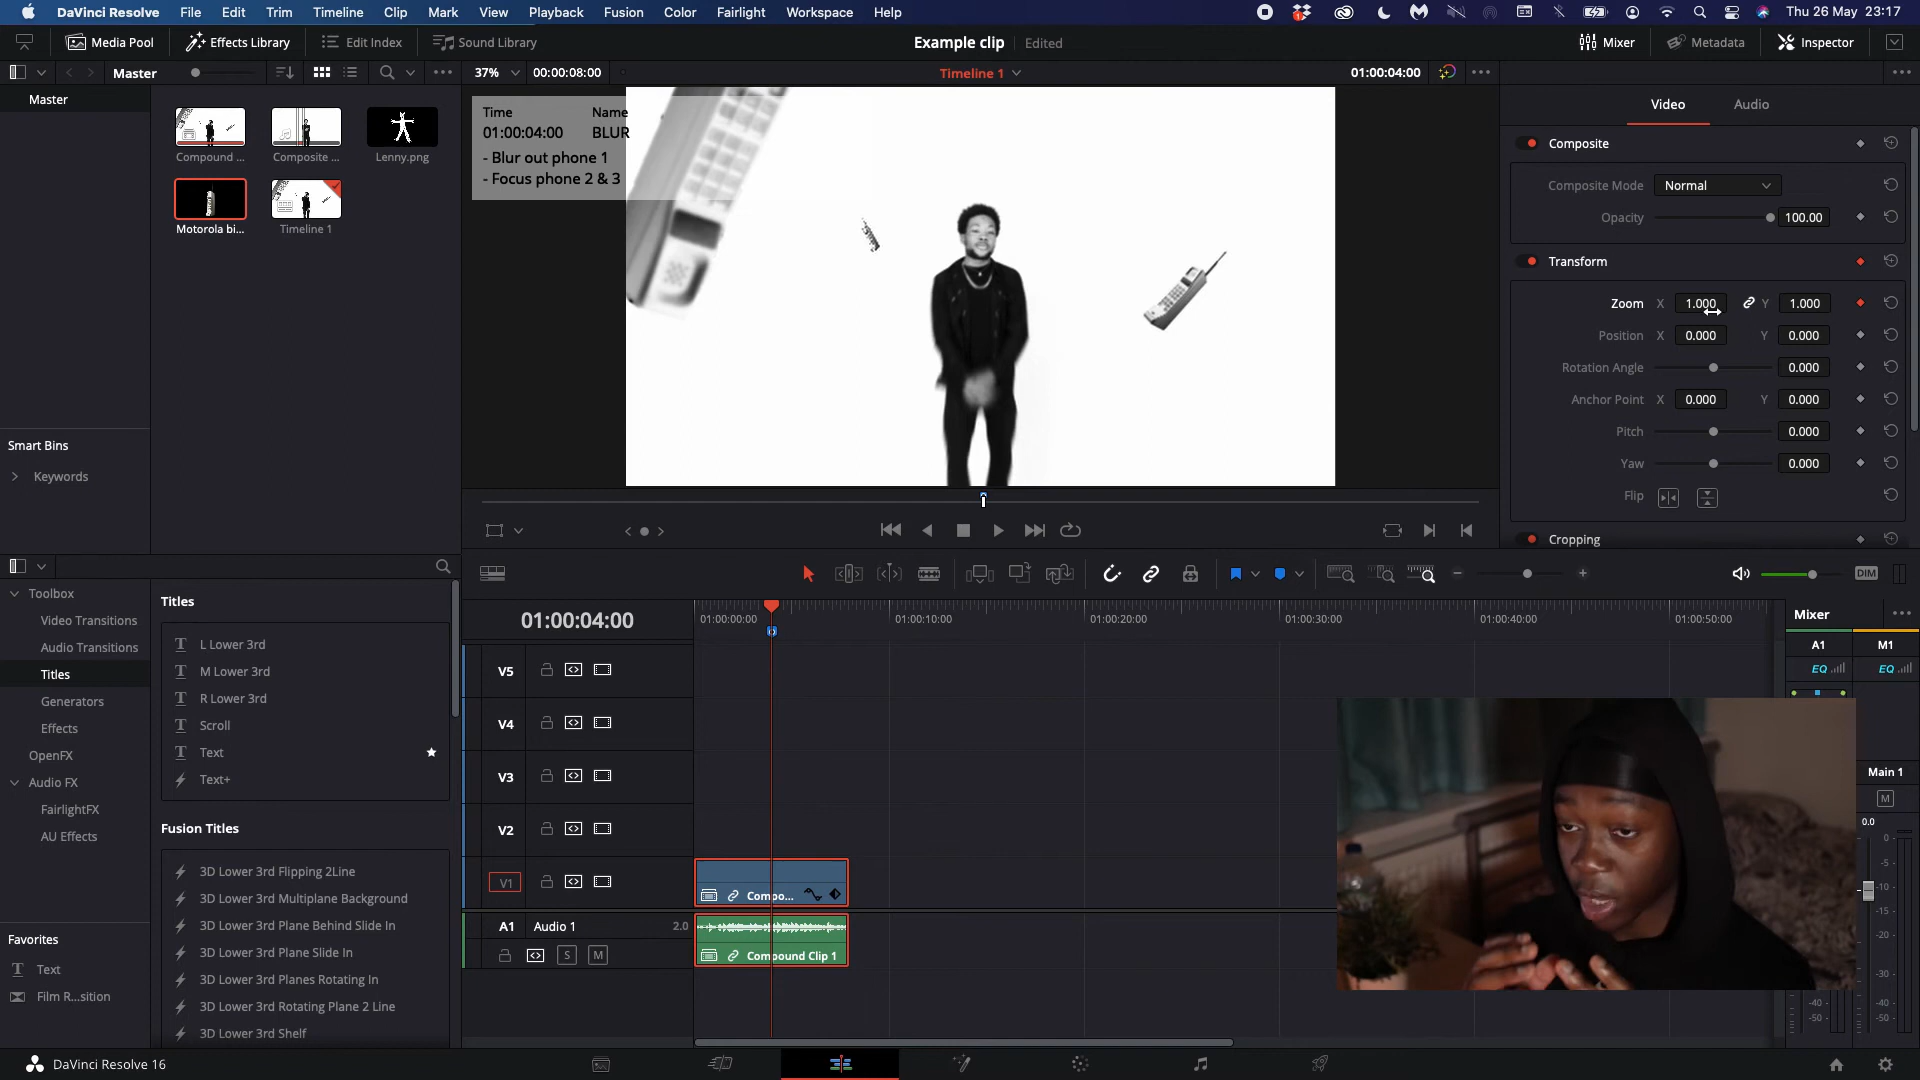 DaVinci Resolve File Edit Trim Timeline Clip Mark View Playback Fusion Color Fairlight Workspace Help Thu 26 May 23:17
Media Pool Effects Library Edit Index Sound Library Example clip Edited Mixer Metadata Inspector
Master 37% 00:00:08:00 Timeline 1 01:00:04:00
Master
Compound ... Composite ... Lenny.png
Motorola bi... Timeline 1
Time Name
01:00:04:00 BLUR
- Blur out phone 1
- Focus phone 2 & 3
Video Audio
Composite
Composite Mode Normal
Opacity 100.00
Transform
Zoom X 1.000 Y 1.000
Position X 0.000 Y 0.000
Rotation Angle 0.000
Anchor Point X 0.000 Y 0.000
Pitch 0.000
Yaw 0.000
Flip
Cropping
Smart Bins
Keywords
DIM
Toolbox
Video Transitions
Audio Transitions
Titles
Generators
Effects
OpenFX
Audio FX
FairlightFX
AU Effects
Favorites
Text
Film R...sition
Titles
L Lower 3rd
M Lower 3rd
R Lower 3rd
Scroll
Text
Text+
Fusion Titles
3D Lower 3rd Flipping 2Line
3D Lower 3rd Multiplane Background
3D Lower 3rd Plane Behind Slide In
3D Lower 3rd Plane Slide In
3D Lower 3rd Planes Rotating In
3D Lower 3rd Rotating Plane 2 Line
3D Lower 3rd Shelf
01:00:04:00 01:00:00:00 01:00:10:00 01:00:20:00 01:00:30:00 01:00:40:00 01:00:50:00
V5
V4
V3
V2
V1 Compo...
A1 Audio 1 2.0
S M Compound Clip 1
Mixer
A1 M1
EQ EQ
Main 1
M
0.0
0-
-5-
-10-
-15-
-20-
-30-
-40- -40-
-50- -50-
DaVinci Resolve 16